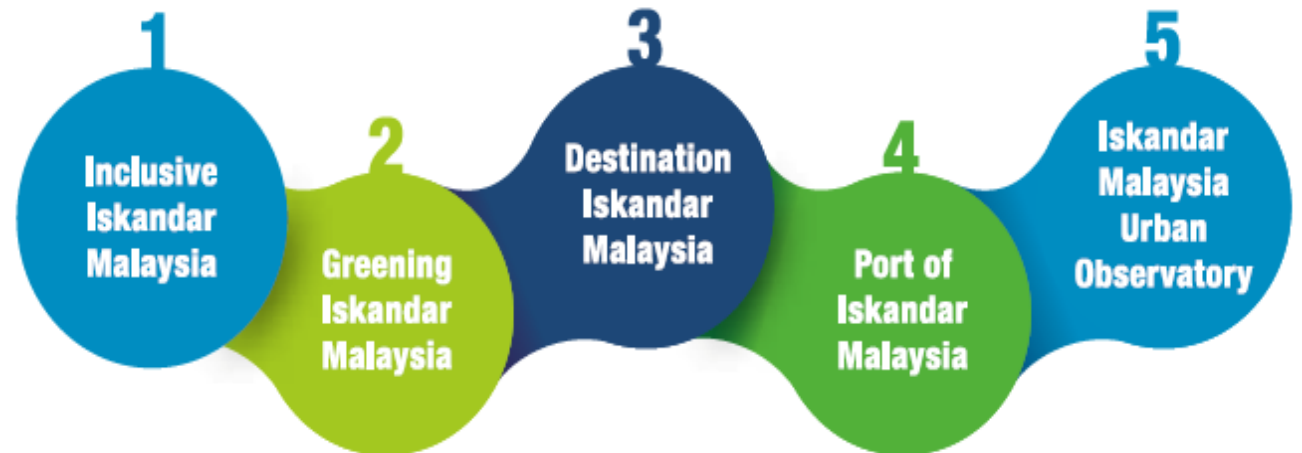 1
Inclusive
Iskandar
Malaysia
2
Greening
Iskandar
Malaysia
3
Destination
Iskandar
Malaysia
4
Port of
Iskandar
Malaysia
5
Iskandar
Malaysia
Urban
Observatory